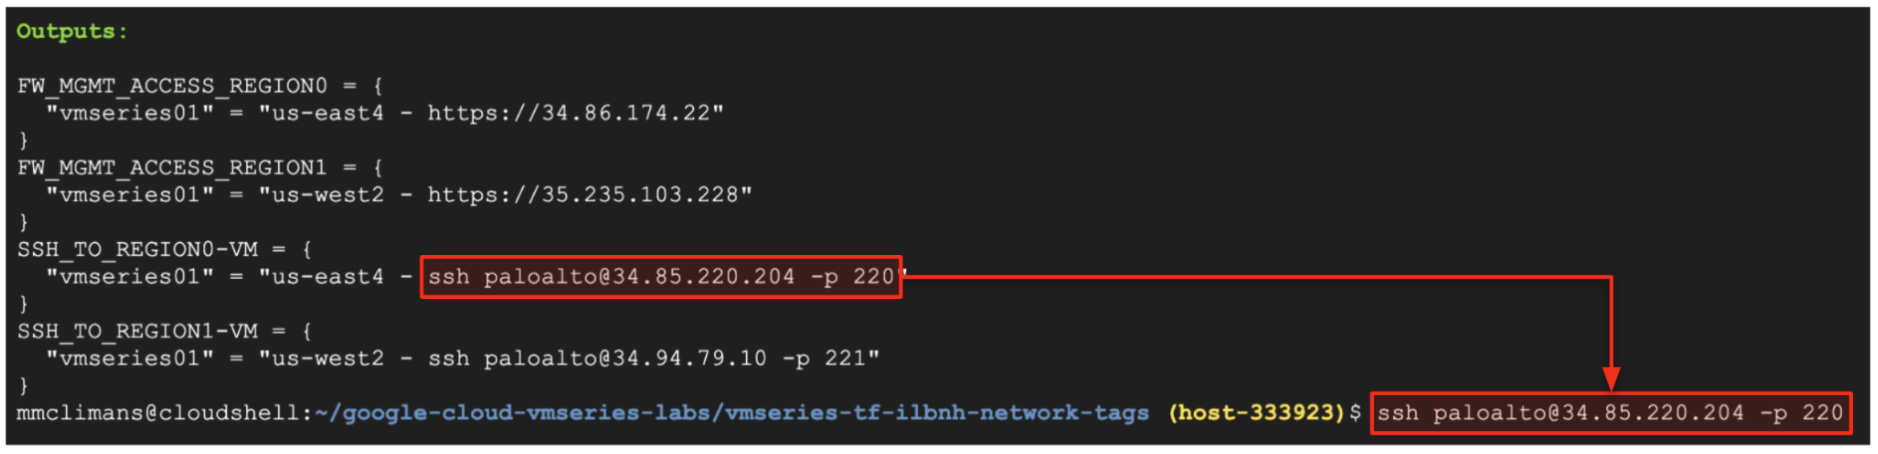 Outputs:
FW_MGMT_ACCESS_REGION0 = {
  "vmseries01" = "us-east4 - https://34.86.174.22"
}
FW_MGMT_ACCESS_REGION1 = {
  "vmseries01" = "us-west2 - https://35.235.103.228"
}
SSH_TO_REGION0-VM = {
  "vmseries01" = "us-east4 - ssh paloalto@34.85.220.204 -p 220"
}
SSH_TO_REGION1-VM = {
  "vmseries01" = "us-west2 - ssh paloalto@34.94.79.10 -p 221"
}
mmclimans@cloudshell:~/google-cloud-vmseries-labs/vmseries-tf-ilbnh-network-tags (host-333923)$ ssh paloalto@34.85.220.204 -p 220